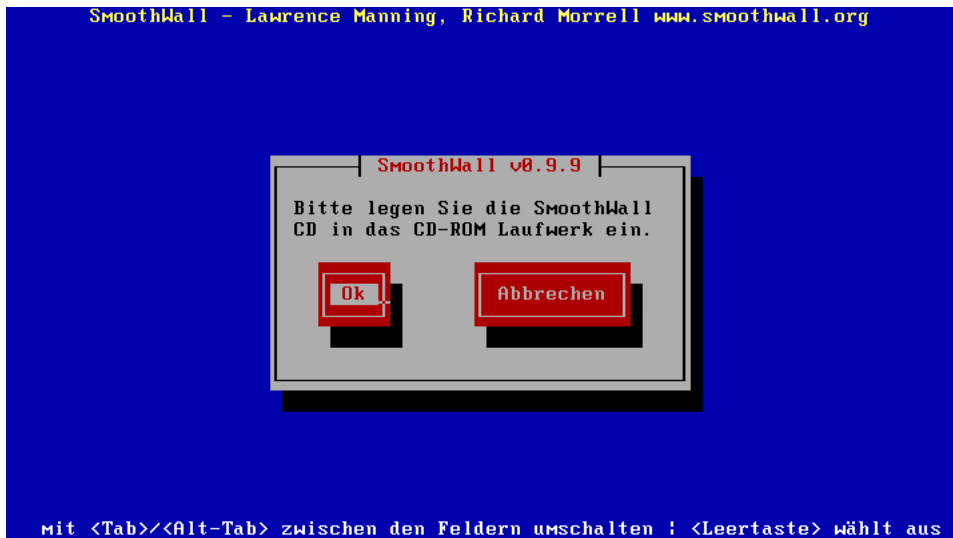 SmoothWall - Lawrence Manning, Richard Morrell www.smoothwall.org
SmoothWall v0.9.9
Bitte legen Sie die SmoothWall
CD in das CD-ROM Laufwerk ein.
Ok
Abbrechen
mit <Tab>/<Alt-Tab> zwischen den Feldern umschalten ¦ <Leertaste> wählt aus